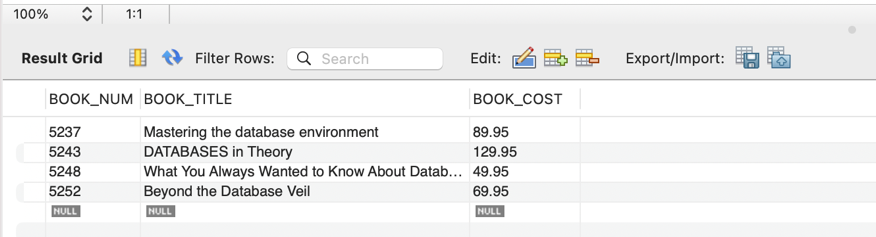 100% 1:1
Result Grid Filter Rows: Search Edit: Export/Import:
BOOK_NUM BOOK_TITLE BOOK_COST
5237 Mastering the database environment 89.95
5243 DATABASES in Theory 129.95
5248 What You Always Wanted to Know About Datab... 49.95
5252 Beyond the Database Veil 69.95
NULL NULL NULL